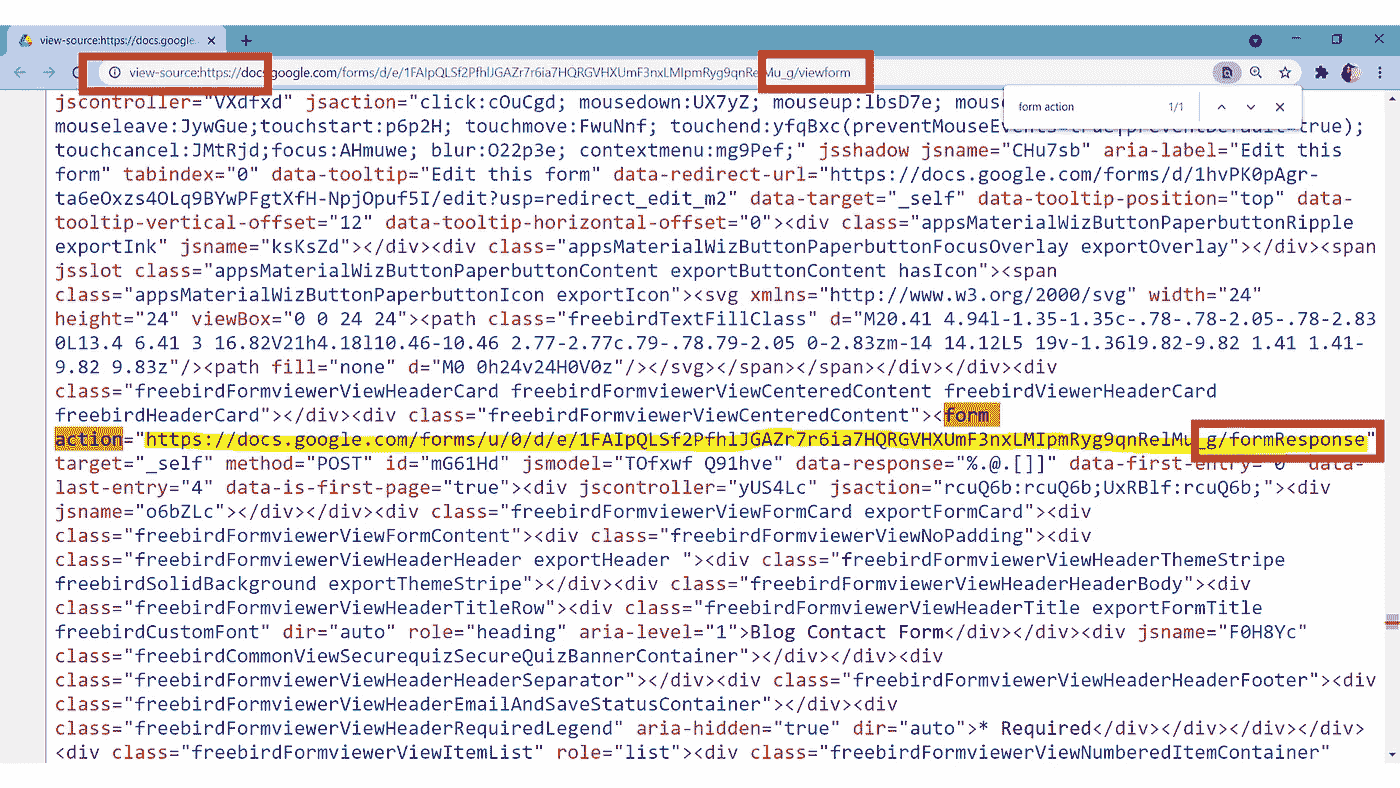 view-source:https://docs.google.
view-source:https://docs.google.com/forms/d/e/1FAIpQLSf2PfhlJGAZr7r6ia7HQRGVHXUmF3nxLMIpmRyg9qnRelMu_g/viewform
form action 1/1
jscontroller="VXdfxd" jsaction="click:cOuCgd; mousedown:UX7yZ; mouseup:lbsD7e;
mouseleave:JywGue;touchstart:p6p2H; touchmove:FwuNnf; touchend:yfqBxc(preventMouseEvents=true|preventDefault=true);
touchcancel:JMtRjd;focus:AHmuwe; blur:O22p3e; contextmenu:mg9Pef;" jsshadow jsname="CHu7sb" aria-label="Edit this
form" tabindex="0" data-tooltip="Edit this form" data-redirect-url="https://docs.google.com/forms/d/1hvPK0pAgr-
ta6eOxzs4OLq9BYwPFgtXfH-NpjOpuf5I/edit?usp=redirect_edit_m2" data-target="_self" data-tooltip-position="top" data-
tooltip-vertical-offset="12" data-tooltip-horizontal-offset="0"><div class="appsMaterialWizButtonPaperbuttonRipple
exportInk" jsname="ksKsZd"></div><div class="appsMaterialWizButtonPaperbuttonFocusOverlay exportOverlay"></div><span
jsslot class="appsMaterialWizButtonPaperbuttonContent exportButtonContent hasIcon"><span
class="appsMaterialWizButtonPaperbuttonIcon exportIcon"><svg xmlns="http://www.w3.org/2000/svg" width="24"
height="24" viewBox="0 0 24 24"><path class="freebirdTextFillClass" d="M20.41 4.94l-1.35-1.35c-.78-.78-2.05-.78-2.83
0L13.4 6.41 3 16.82V21h4.18l10.46-10.46 2.77-2.77c.79-.78.79-2.05 0-2.83zm-14 14.12L5 19v-1.36l9.82-9.82 1.41 1.41-
9.82 9.83z"/><path fill="none" d="M0 0h24v24H0V0z"/></svg></span></span></div></div><div
class="freebirdFormviewerViewHeaderCard freebirdFormviewerViewCenteredContent freebirdViewerHeaderCard
freebirdHeaderCard"></div><div class="freebirdFormviewerViewCenteredContent"><form
action="https://docs.google.com/forms/u/0/d/e/1FAIpQLSf2PfhlJGAZr7r6ia7HQRGVHXUmF3nxLMIpmRyg9qnRelMu_g/formResponse"
target="_self" method="POST" id="mG61Hd" jsmodel="TOfxwf Q91hve" data-response="%.@.[]]" data-first-entry="0" data-
last-entry="4" data-is-first-page="true"><div jscontroller="yUS4Lc" jsaction="rcuQ6b:rcuQ6b;UxRBlf:rcuQ6b;"><div
jsname="o6bZLc"></div></div><div class="freebirdFormviewerViewFormCard exportFormCard"><div
class="freebirdFormviewerViewFormContent"><div class="freebirdFormviewerViewNoPadding"><div
class="freebirdFormviewerViewHeaderHeader exportHeader "><div class="freebirdFormviewerViewHeaderThemeStripe
freebirdSolidBackground exportThemeStripe"></div><div class="freebirdFormviewerViewHeaderHeaderBody"><div
class="freebirdFormviewerViewHeaderTitleRow"><div class="freebirdFormviewerViewHeaderTitle exportFormTitle
freebirdCustomFont" dir="auto" role="heading" aria-level="1">Blog Contact Form</div></div><div jsname="F0H8Yc"
class="freebirdCommonViewSecurequizSecureQuizBannerContainer"></div></div><div
class="freebirdFormviewerViewHeaderHeaderSeparator"></div><div class="freebirdFormviewerViewHeaderHeaderFooter"><div
class="freebirdFormviewerViewHeaderEmailAndSaveStatusContainer"></div><div
class="freebirdFormviewerViewHeaderRequiredLegend" aria-hidden="true" dir="auto">* Required</div></div></div></div>
<div class="freebirdFormviewerViewItemList" role="list"><div class="freebirdFormviewerViewNumberedItemContainer"